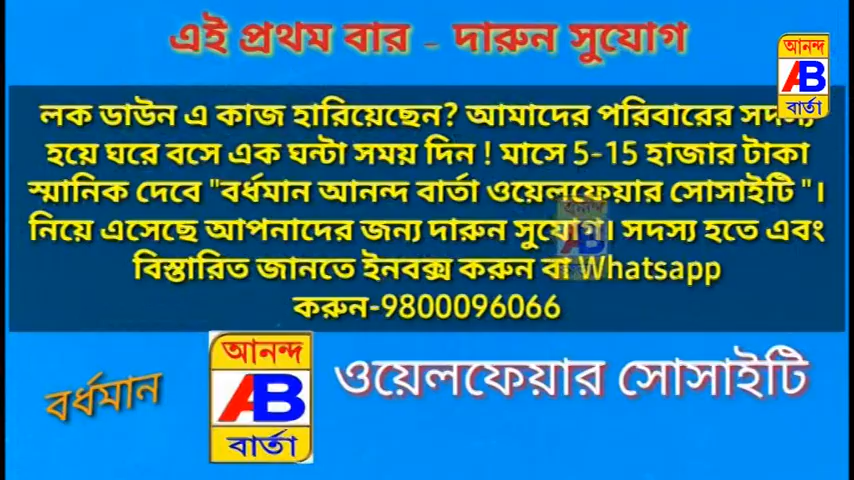 এই প্রথম বার - দারুন সুযোগ
আনন্দ
AB
বার্তা
লক ডাউন এ কাজ হারিয়েছেন? আমাদের পরিবারের সদস্য
হয়ে ঘরে বসে এক ঘন্টা সময় দিন ! মাসে 5-15 হাজার টাকা
স্মানিক দেবে "বর্ধমান আনন্দ বার্তা ওয়েলফেয়ার সোসাইটি "।
নিয়ে এসেছে আপনাদের জন্য দারুন সুযোগ। সদস্য হতে এবং
বিস্তারিত জানতে ইনবক্স করুন বা Whatsapp
করুন-9800096066
বর্ধমান
আনন্দ
AB
বার্তা
ওয়েলফেয়ার সোসাইটি